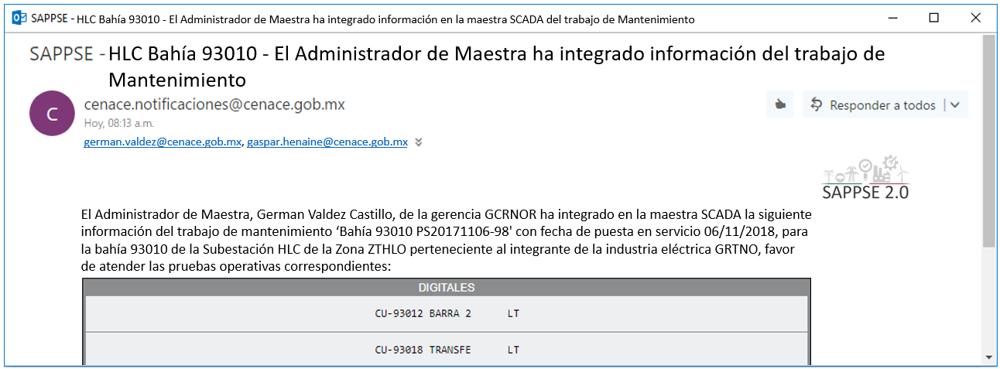 SAPPSE - HLC Bahía 93010 - El Administrador de Maestra ha integrado información en la maestra SCADA del trabajo de Mantenimiento
SAPPSE - HLC Bahía 93010 - El Administrador de Maestra ha integrado información del trabajo de
Mantenimiento
C
cenace.notificaciones@cenace.gob.mx
Hoy, 08:13 a.m.
Responder a todos
german.valdez@cenace.gob.mx, gaspar.henaine@cenace.gob.mx
SAPPSE 2.0
El Administrador de Maestra, German Valdez Castillo, de la gerencia GCRNOR ha integrado en la maestra SCADA la siguiente
información del trabajo de mantenimiento ‘Bahía 93010 PS20171106-98' con fecha de puesta en servicio 06/11/2018, para
la bahía 93010 de la Subestación HLC de la Zona ZTHLO perteneciente al integrante de la industria eléctrica GRTNO, favor
de atender las pruebas operativas correspondientes:
DIGITALES
CU-93012 BARRA 2 LT
CU-93018 TRANSFE LT